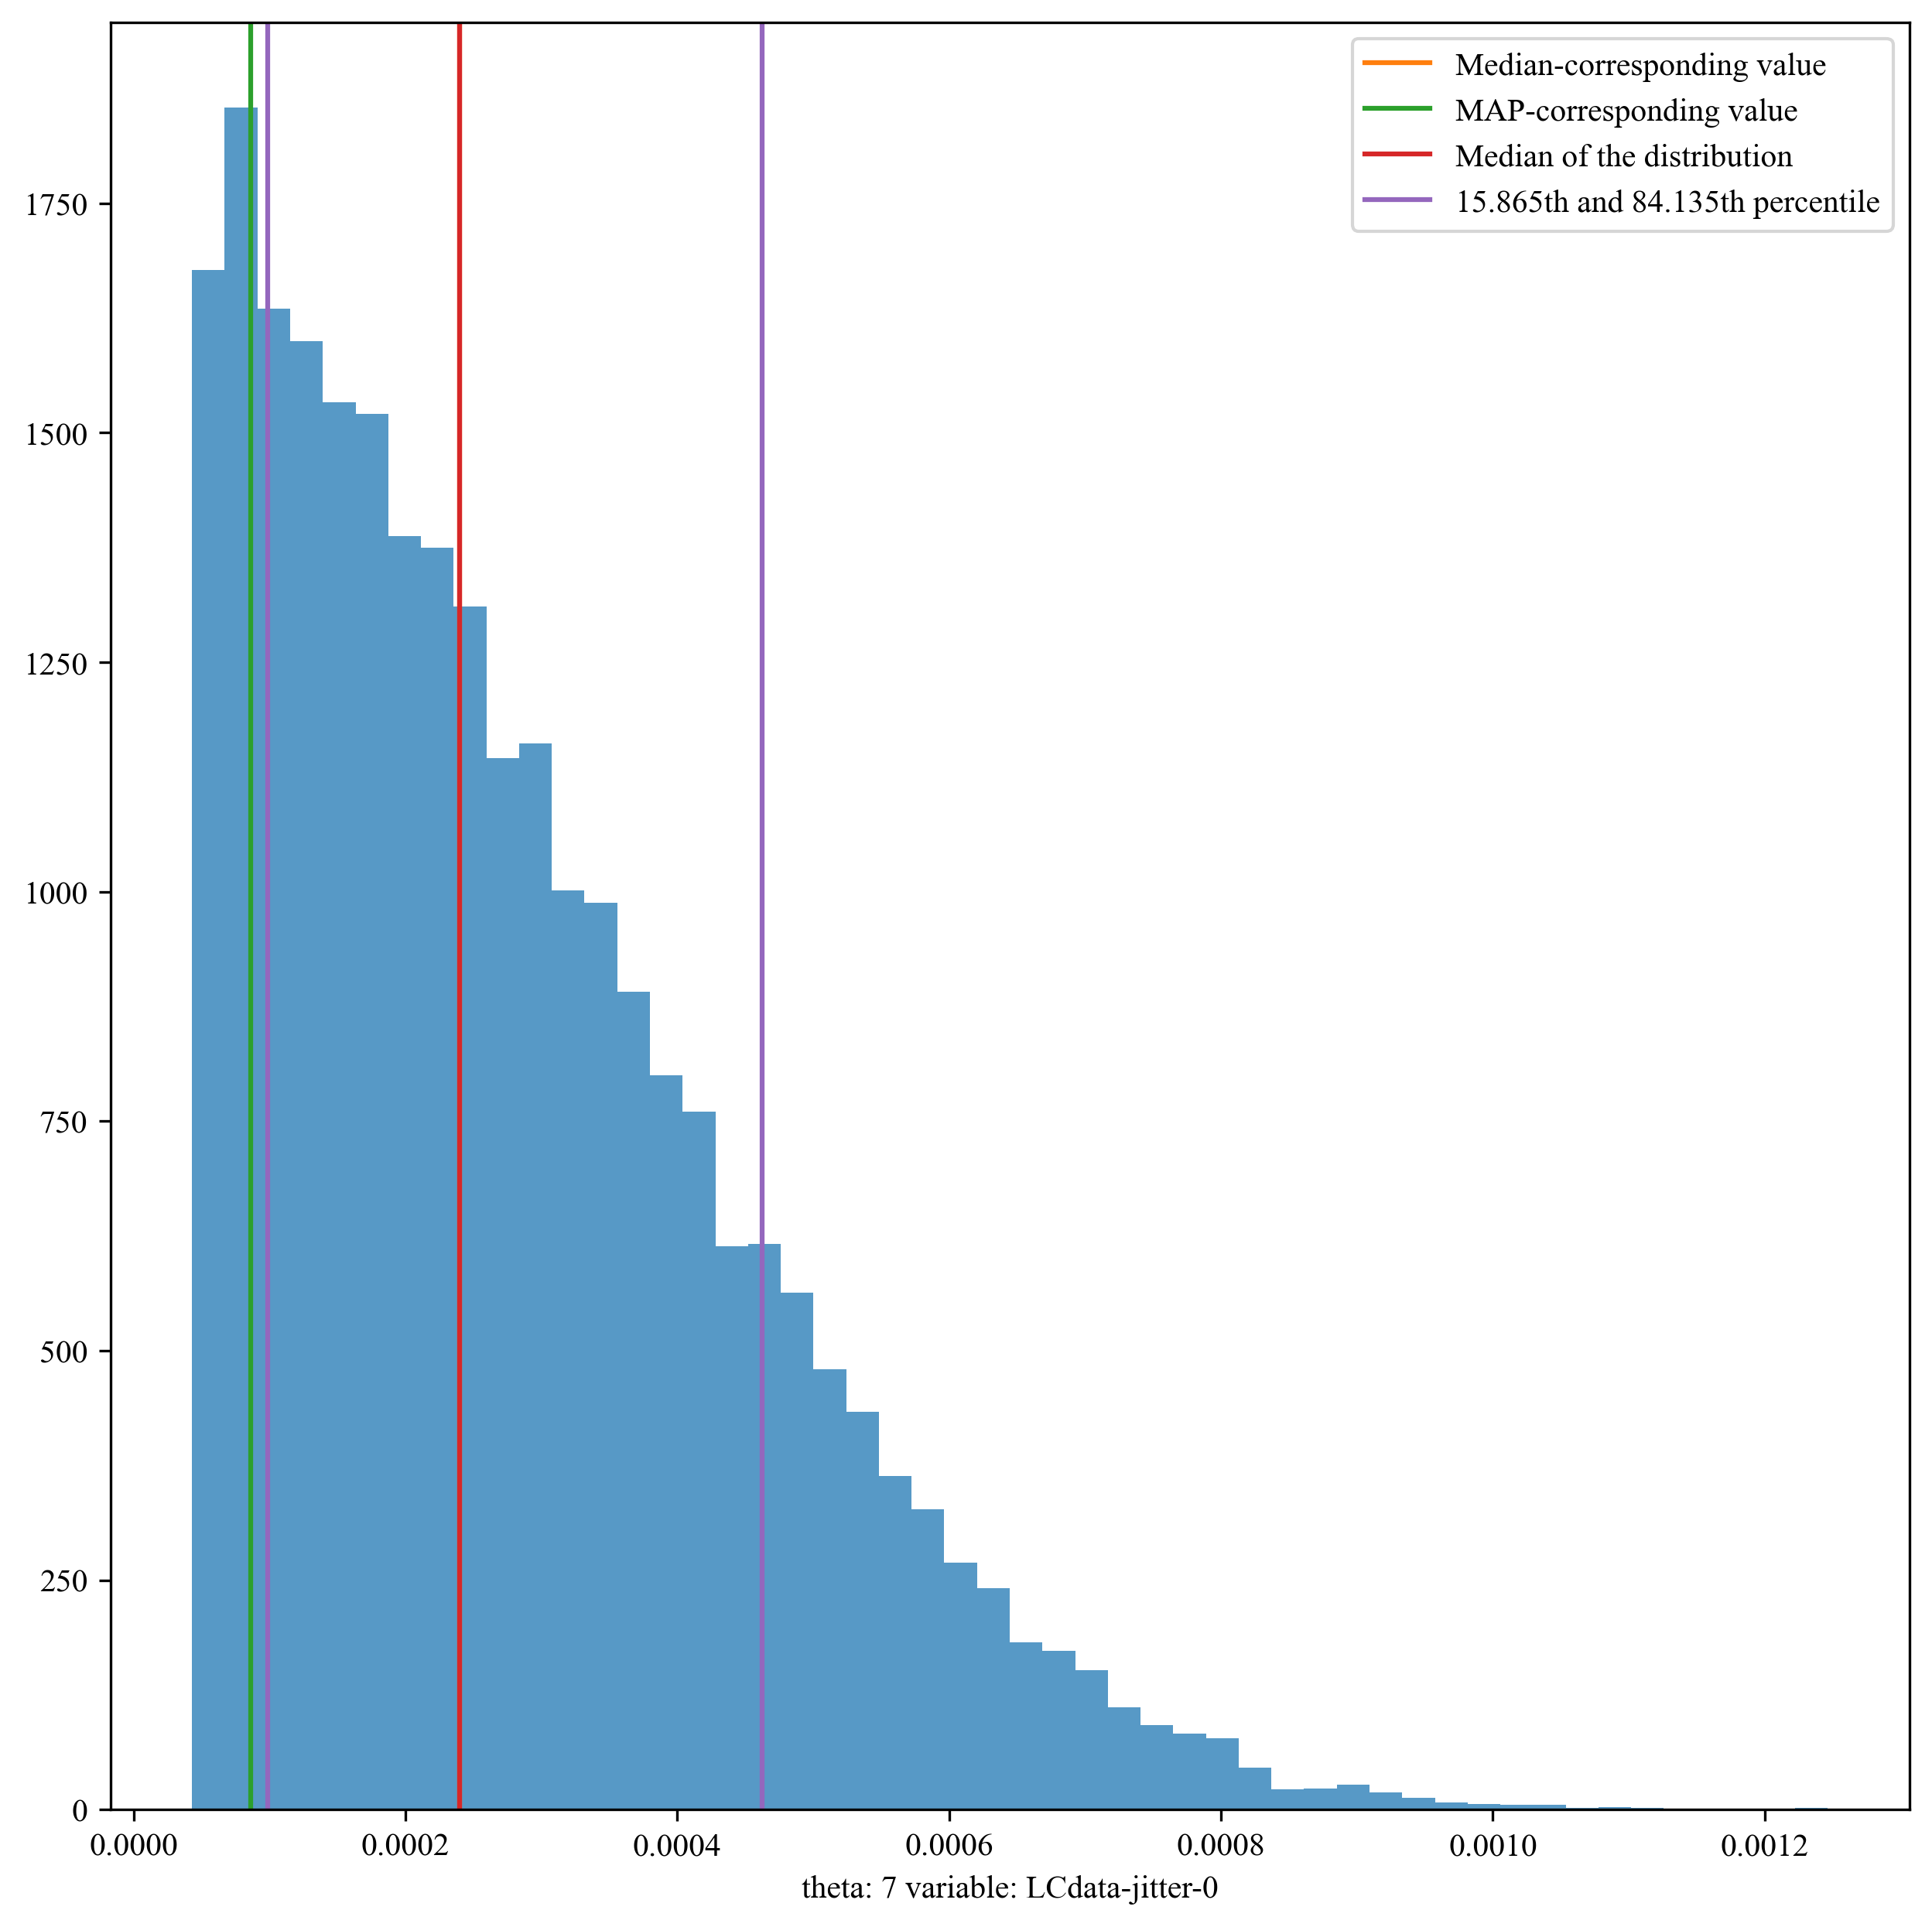 Median-corresponding value
MAP-corresponding value
Median of the distribution
15.865th and 84.135th percentile
1750
1500
1250
1000
750
500
250
0
0.0000 0.0002 0.0004 0.0006 0.0008 0.0010 0.0012
theta: 7 variable: LCdata-jitter-0